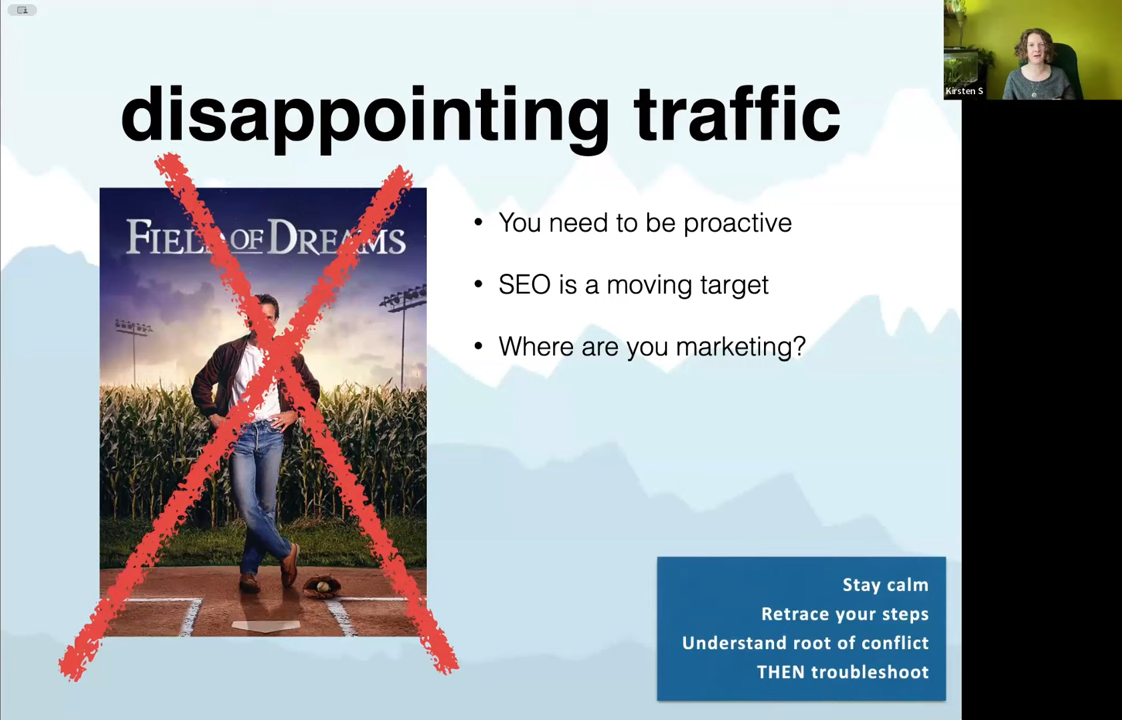 disappointing traffic
Kirsten S
FIELD OF DREAMS
• You need to be proactive
• SEO is a moving target
• Where are you marketing?
Stay calm
Retrace your steps
Understand root of conflict
THEN troubleshoot